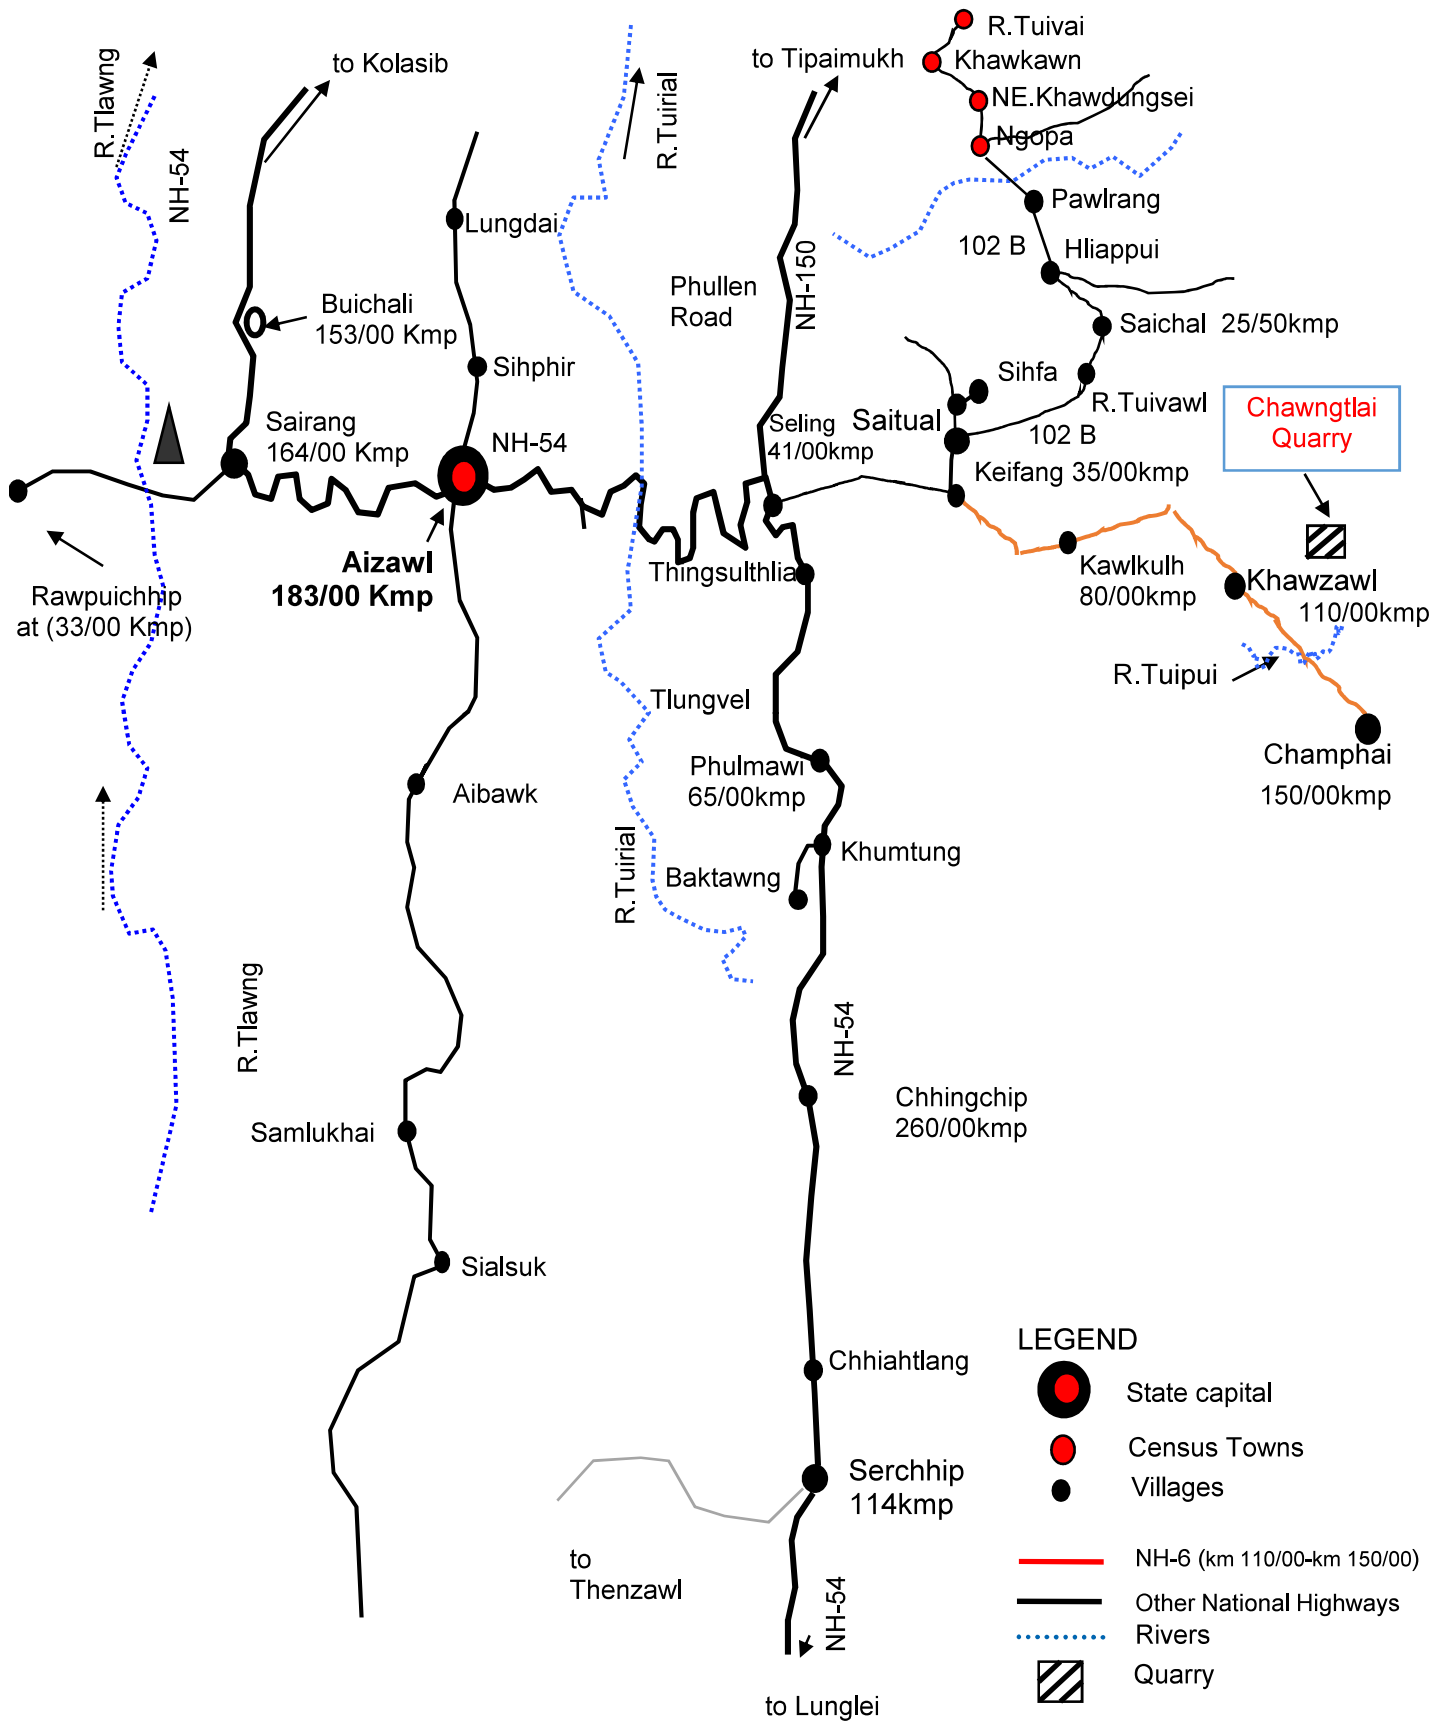 R.Tuivai
Khawkawn
NE.Khawdungsei
Ngopa
to Kolasib
to Tipaimukh
R.Tlawng
NH-54
R.Tuirial
Lungdai
Pawlrang
102 B
Hliappui
Phullen
Road
NH-150
Buichali
153/00 Kmp
Saichal 25/50kmp
Sihphir
Sihfa
R.Tuivawl
Chawngtlai
Quarry
Sairang
164/00 Kmp
NH-54
Seling
41/00kmp
Saitual
102 B
Keifang 35/00kmp
Aizawl
183/00 Kmp
Thingsulthlia
Kawlkulh
80/00kmp
Khawzawl
110/00kmp
Rawpuichhip
at (33/00 Kmp)
R.Tuipui
Tlungvel
Champhai
150/00kmp
Phulmawi
65/00kmp
Aibawk
Khumtung
Baktawng
R.Tuirial
R.Tlawng
NH-54
Chhingchip
260/00kmp
Samlukhai
Sialsuk
Chhiahtlang
Serchhip
114kmp
to
Thenzawl
NH-54
to Lunglei
LEGEND
State capital
Census Towns
Villages
NH-6 (km 110/00-km 150/00)
Other National Highways
Rivers
Quarry